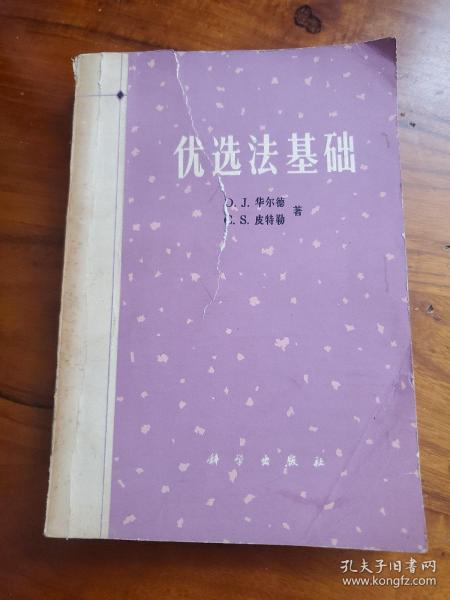 优选法基础
D. J. 华尔德
C. S. 皮特勒
著
科学出版社
孔夫子旧书网
www.kongfz.com